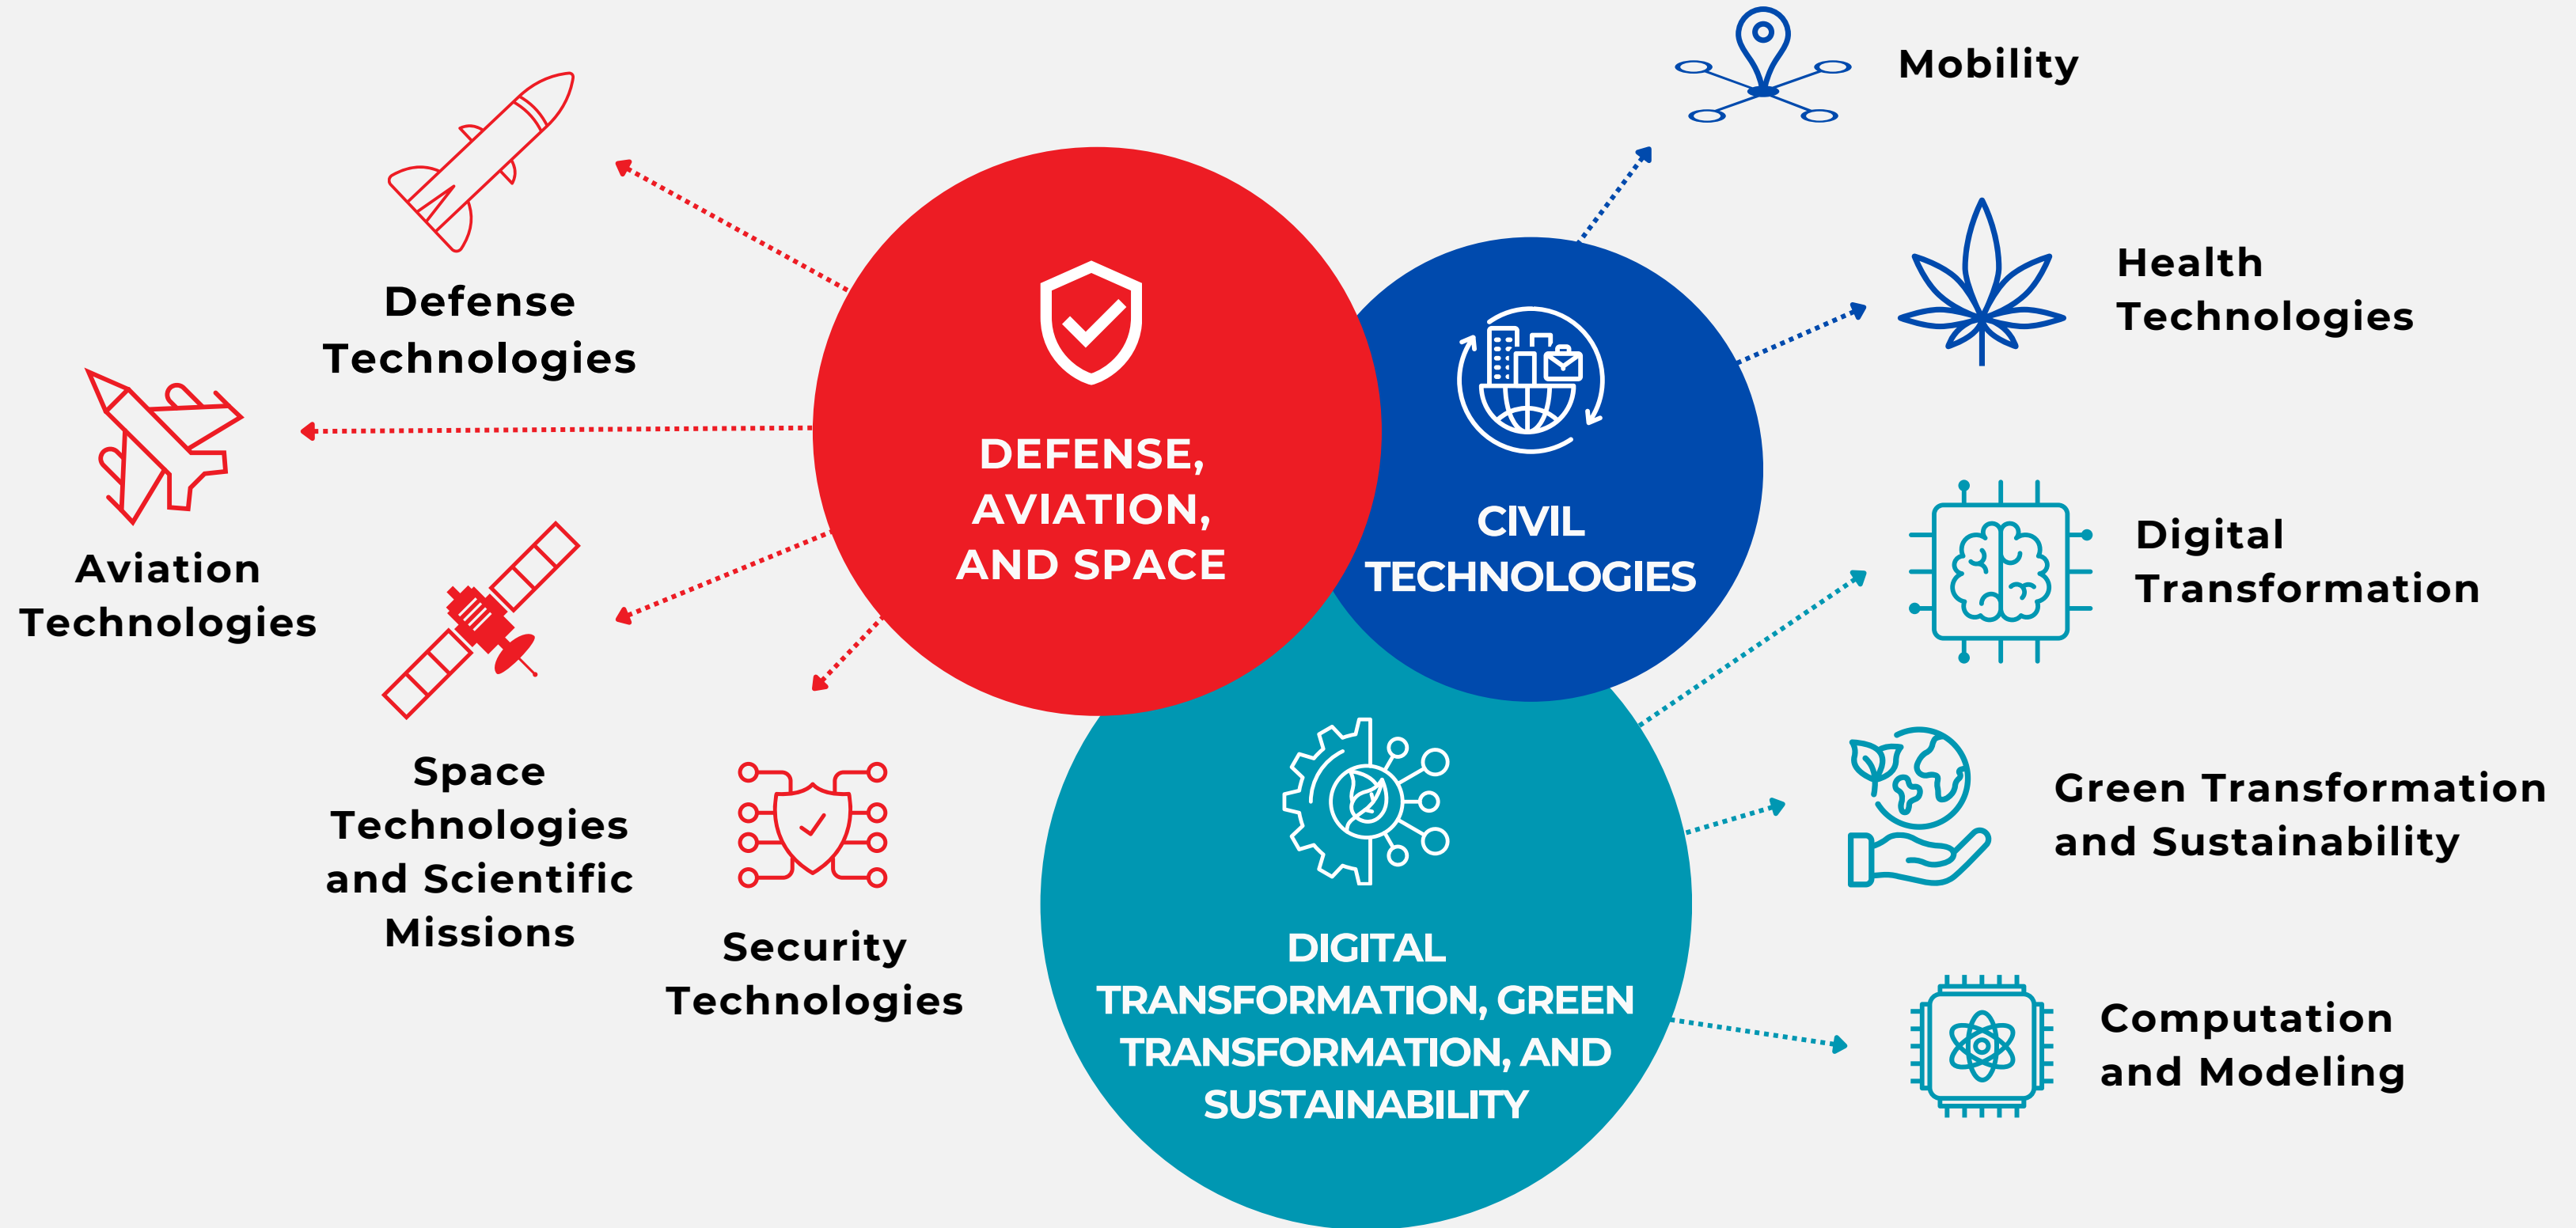 Mobility
Health
Technologies
Defense
Technologies
DEFENSE,
AVIATION,
AND SPACE
CIVIL
TECHNOLOGIES
Aviation
Technologies
Digital
Transformation
Space
Technologies
and Scientific
Missions
Security
Technologies
Green Transformation
and Sustainability
DIGITAL
TRANSFORMATION, GREEN
TRANSFORMATION, AND
SUSTAINABILITY
Computation
and Modeling